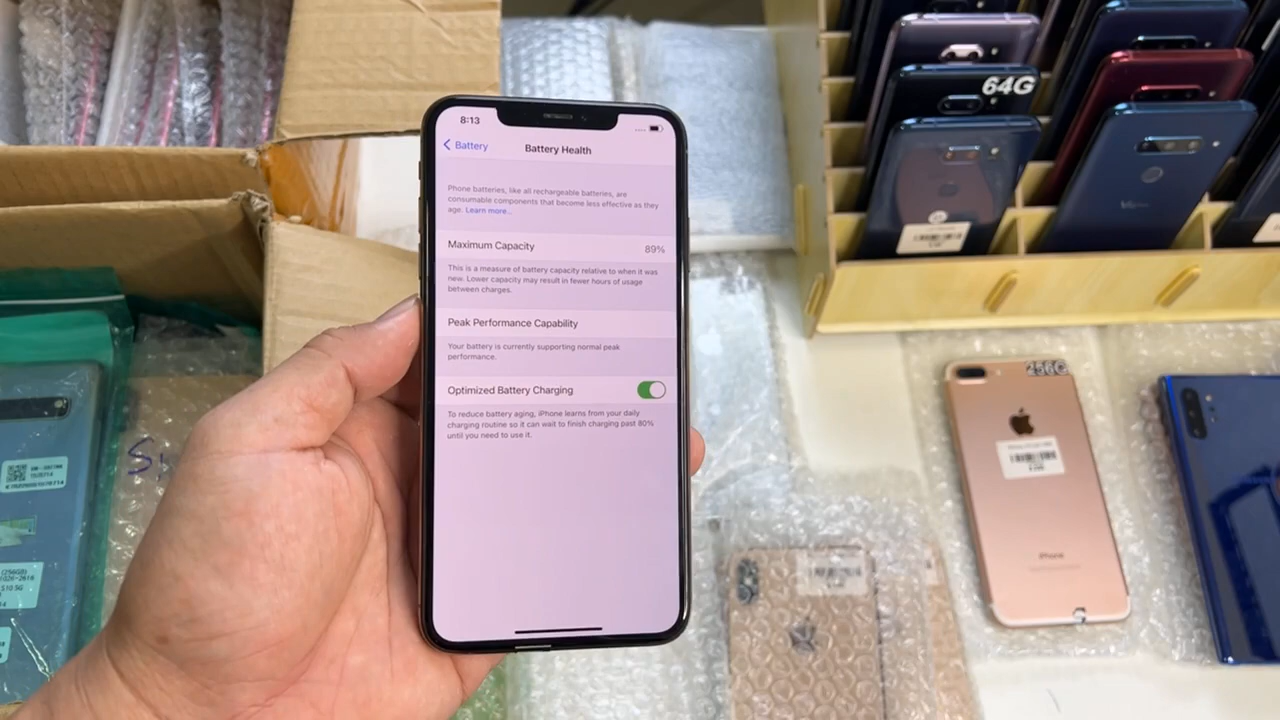 8:13
Battery
Battery Health
Phone batteries, like all rechargeable batteries, are
consumable components that become less effective as they
age. Learn more...
Maximum Capacity 89%
This is a measure of battery capacity relative to when it was
new. Lower capacity may result in fewer hours of usage
between charges.
Peak Performance Capability
Your battery is currently supporting normal peak
performance.
Optimized Battery Charging
To reduce battery aging, iPhone learns from your daily
charging routine so it can wait to finish charging past 80%
until you need to use it.
64G
256G
iPhone
(256GB)
S10 5G